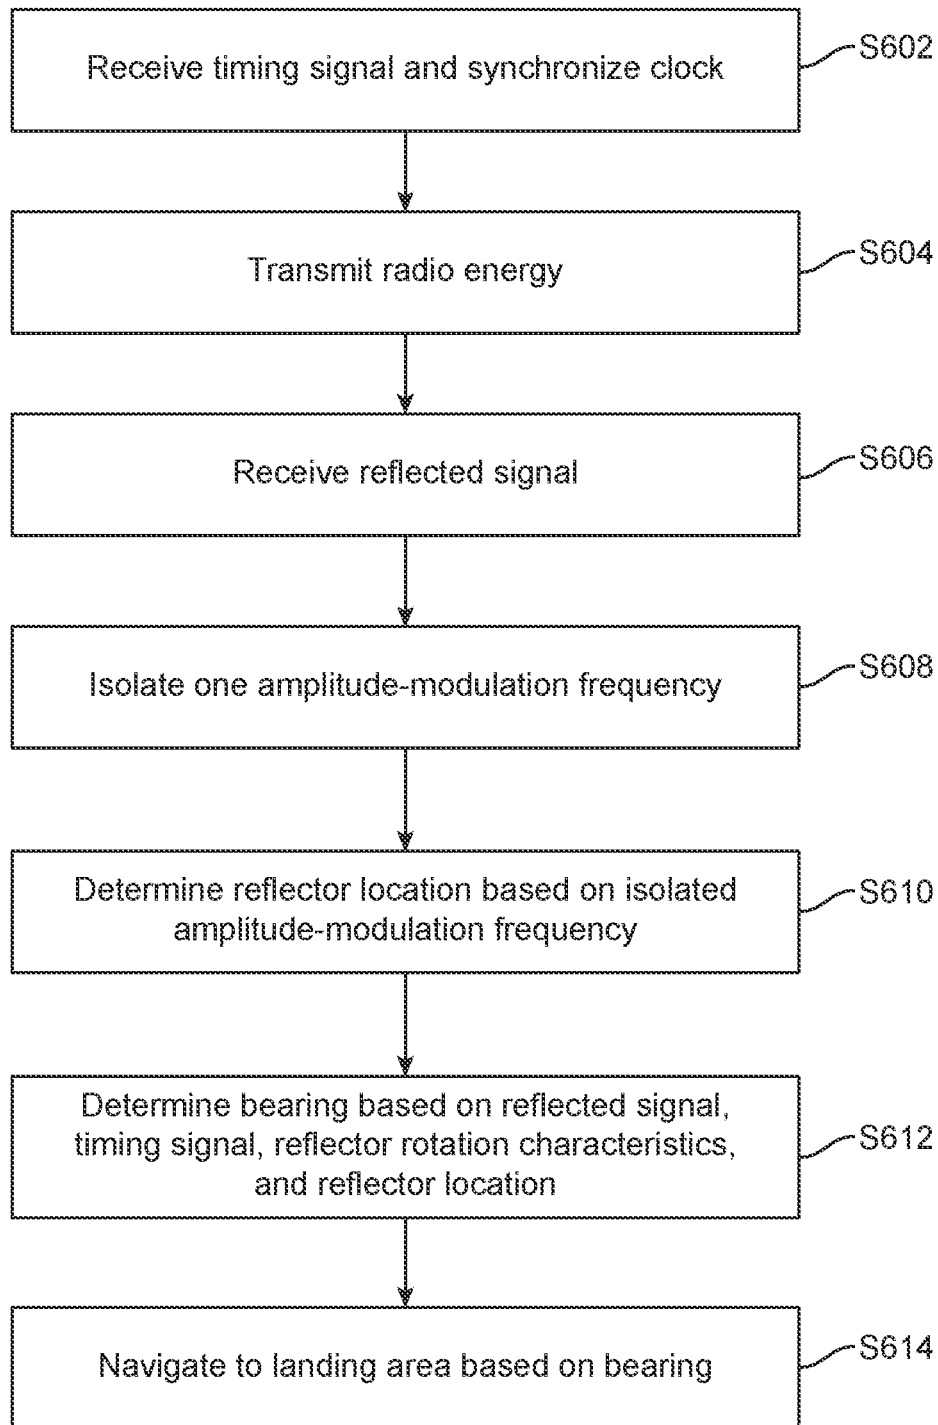 Receive timing signal and synchronize clock
S602
Transmit radio energy
S604
Receive reflected signal
S606
Isolate one amplitude-modulation frequency
S608
Determine reflector location based on isolated
amplitude-modulation frequency
S610
Determine bearing based on reflected signal,
timing signal, reflector rotation characteristics,
and reflector location
S612
Navigate to landing area based on bearing
S614